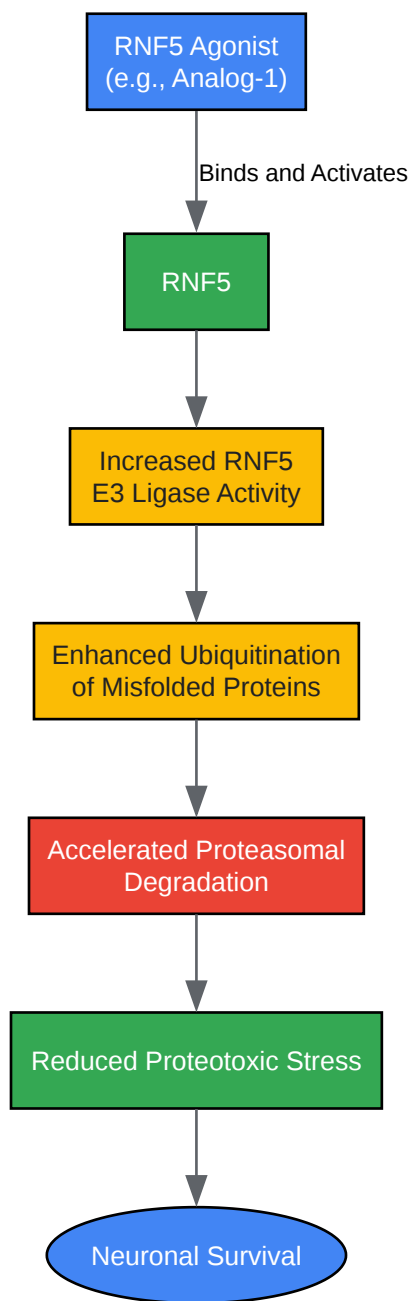 RNF5 Agonist
(e.g., Analog-1)
Binds and Activates
RNF5
Increased RNF5
E3 Ligase Activity
Enhanced Ubiquitination
of Misfolded Proteins
Accelerated Proteasomal
Degradation
Reduced Proteotoxic Stress
Neuronal Survival